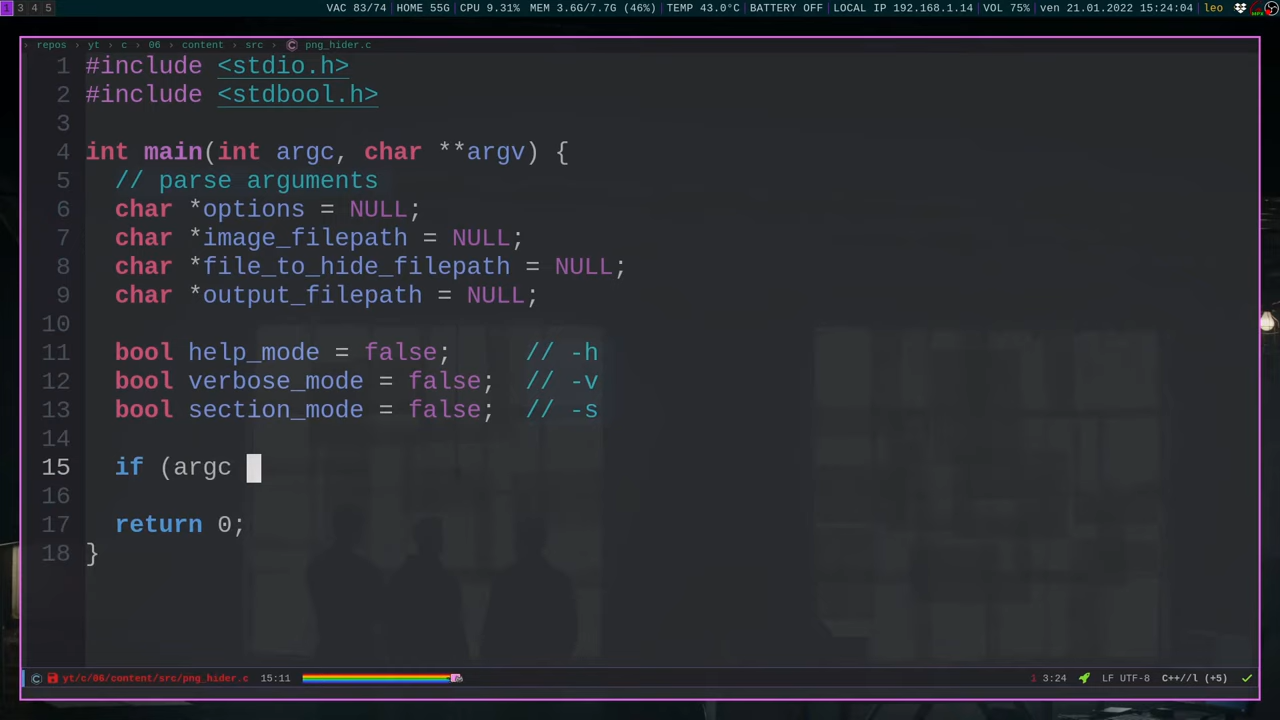 1 3 4 5 VAC 83/74 HOME 55G CPU 9.31% MEM 3.6G/7.7G (46%) TEMP 43.0°C BATTERY OFF LOCAL IP 192.168.1.14 VOL 75% ven 21.01.2022 15:24:04 leo
repos yt c 06 content src png_hider.c
1 #include <stdio.h>
2 #include <stdbool.h>
3
4 int main(int argc, char **argv) {
5 // parse arguments
6 char *options = NULL;
7 char *image_filepath = NULL;
8 char *file_to_hide_filepath = NULL;
9 char *output_filepath = NULL;
10
11 bool help_mode = false; // -h
12 bool verbose_mode = false; // -v
13 bool section_mode = false; // -s
14
15 if (argc
16
17 return 0;
18 }
yt/c/06/content/src/png_hider.c 15:11 1 3:24 LF UTF-8 C++//l (+5)